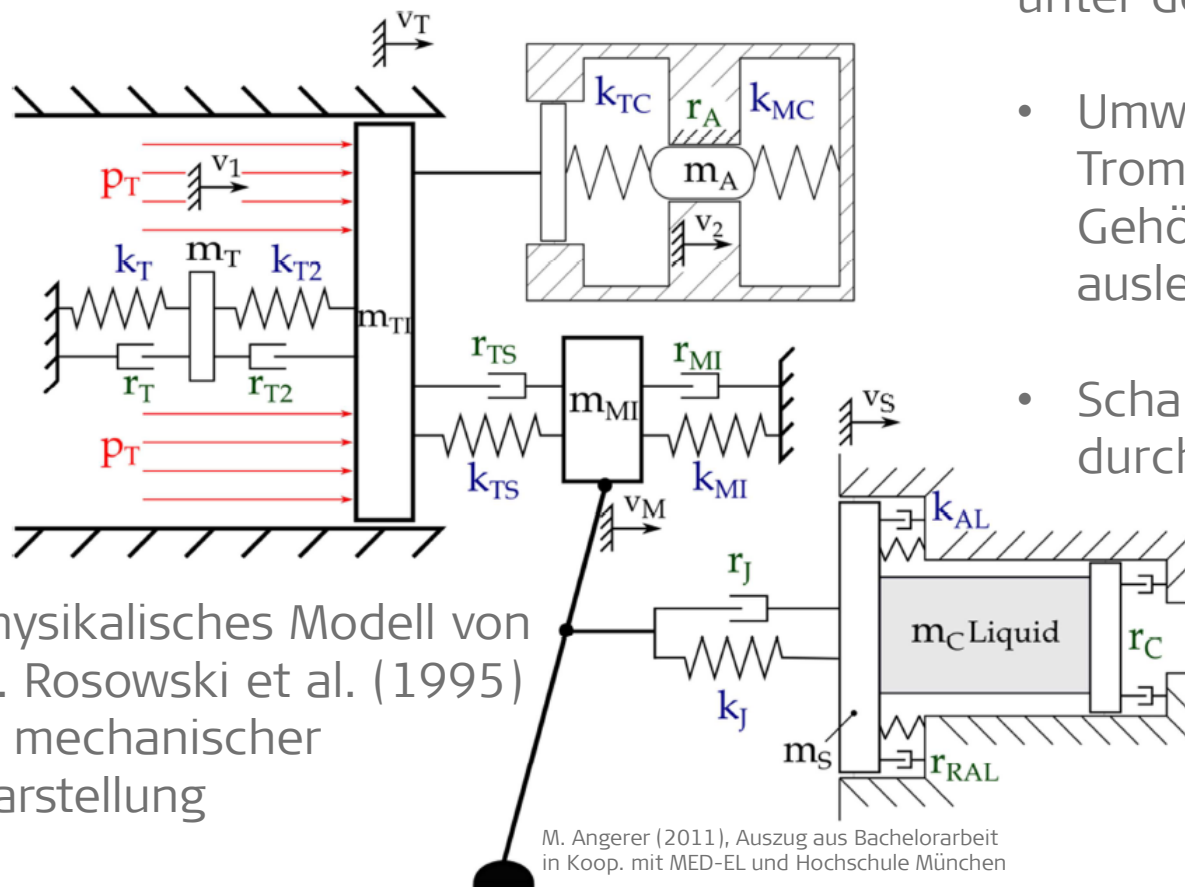 unter
• Umw
Trom
Gehö
ausle
• Scha
durch
v_T
k_TC
r_A
k_MC
m_A
v_2
p_T
v_1
m_T
k_T
k_T2
m_TI
r_T
r_T2
p_T
r_TS
r_MI
m_MI
k_TS
k_MI
v_M
v_S
k_AL
r_J
m_C Liquid
r_C
k_J
m_S
r_RAL
hysikalisches Modell von
. Rosowski et al. (1995)
mechanischer
arstellung
M. Angerer (2011), Auszug aus Bachelorarbeit
in Koop. mit MED-EL und Hochschule München